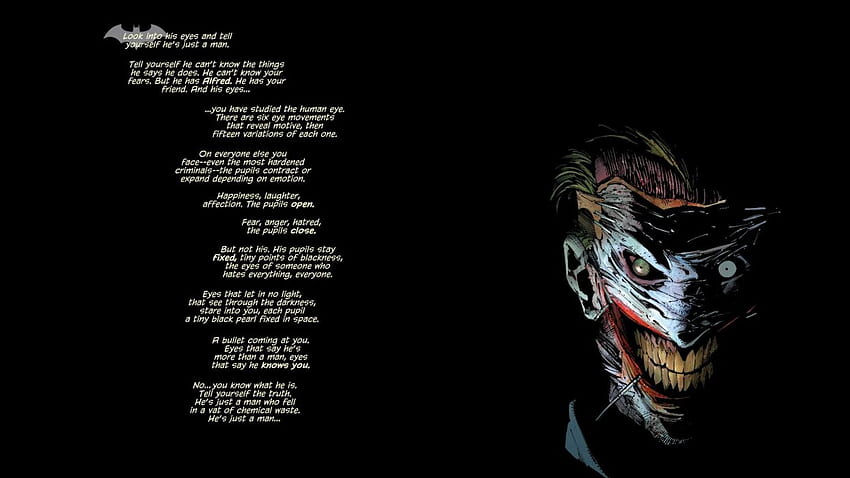 Look into his eyes and tell
yourself he's just a man.
Tell yourself he can't know the things
he says he does. He can't know your
fears. But he has Alfred. He has your
friend. And his eyes...
...you have studied the human eye.
There are six eye movements
that reveal motive, then
fifteen variations of each one.
On everyone else you
face--even the most hardened
criminals--the pupils contract or
expand depending on emotion.
Happiness, laughter,
affection. The pupils open.
Fear, anger, hatred,
the pupils close.
But not his. His pupils stay
fixed, tiny points of blackness,
the eyes of someone who
hates everything, everyone.
Eyes that let in no light,
that see through the darkness,
stare into you, each pupil
a tiny black pearl fixed in space.
A bullet coming at you.
Eyes that say he's
more than a man, eyes
that say he knows you.
No...you know what he is.
Tell yourself the truth.
He's just a man who fell
in a vat of chemical waste.
He's just a man...